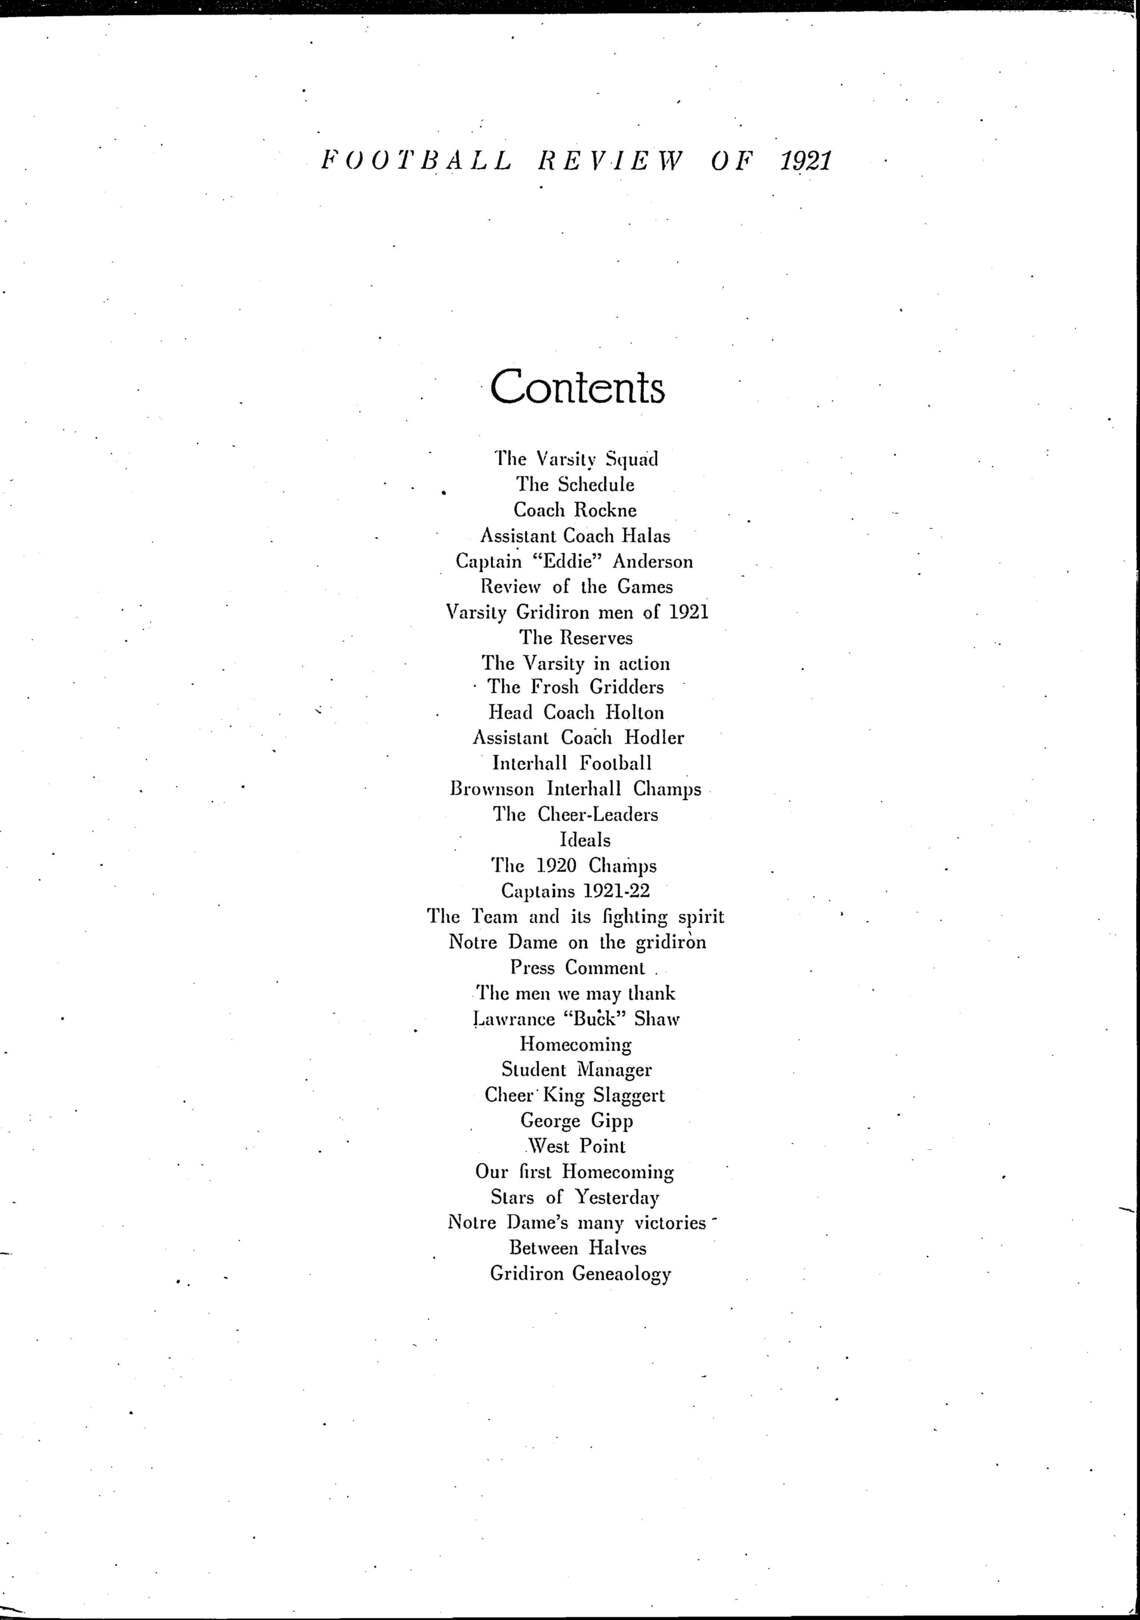 FOOTBALL REVIEW OF 1921
Contents
The Varsity Squad
The Schedule
Coach Rockne
Assistant Coach Halas
Captain “Eddie” Anderson
Review of the Games
Varsity Gridiron men of 1921
The Reserves
The Varsity in action
The Frosh Gridders
Head Coach Holton
Assistant Coach Hodler
Interhall Football
Brownson Interhall Champs
The Cheer-Leaders
Ideals
The 1920 Champs
Captains 1921-22
The Team and its fighting spirit
Notre Dame on the gridiron
Press Comment
The men we may thank
Lawrance “Buck” Shaw
Homecoming
Student Manager
Cheer King Slaggert
George Gipp
West Point
Our first Homecoming
Stars of Yesterday
Notre Dame's many victories
Between Halves
Gridiron Geneaology